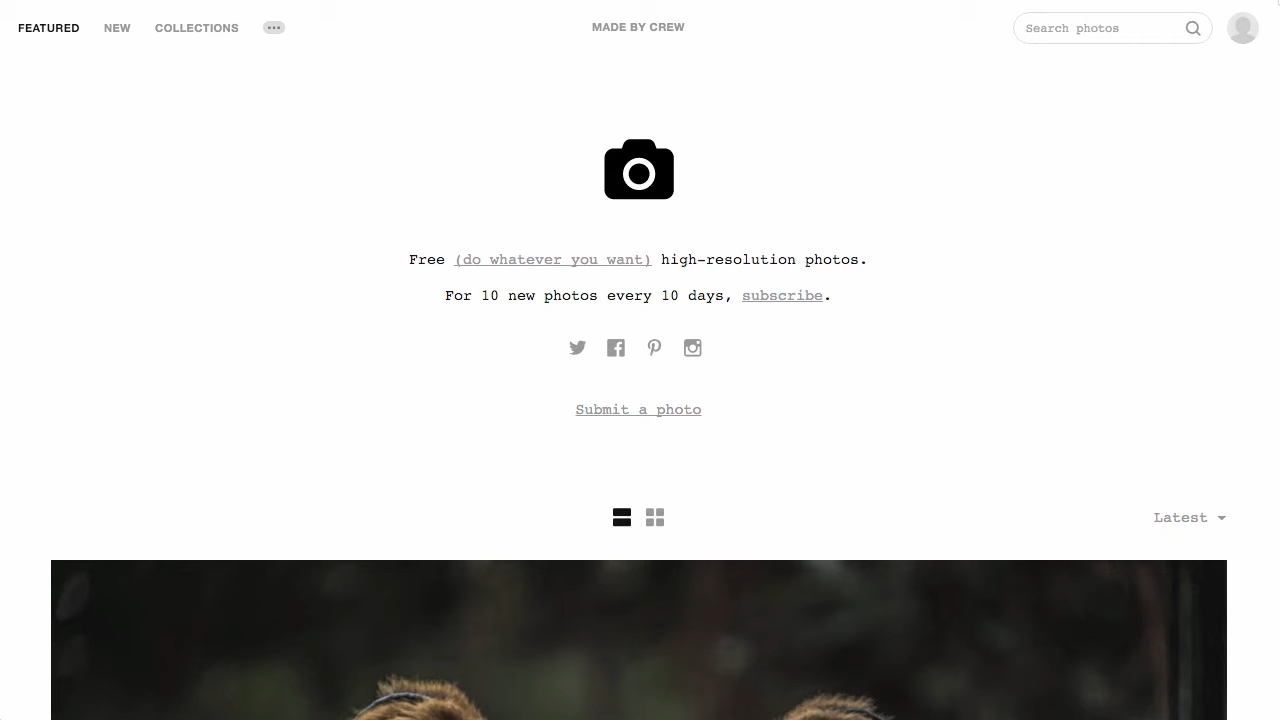 FEATURED NEW COLLECTIONS MADE BY CREW Search photos
Free (do whatever you want) high-resolution photos.
For 10 new photos every 10 days, subscribe.
Submit a photo
Latest